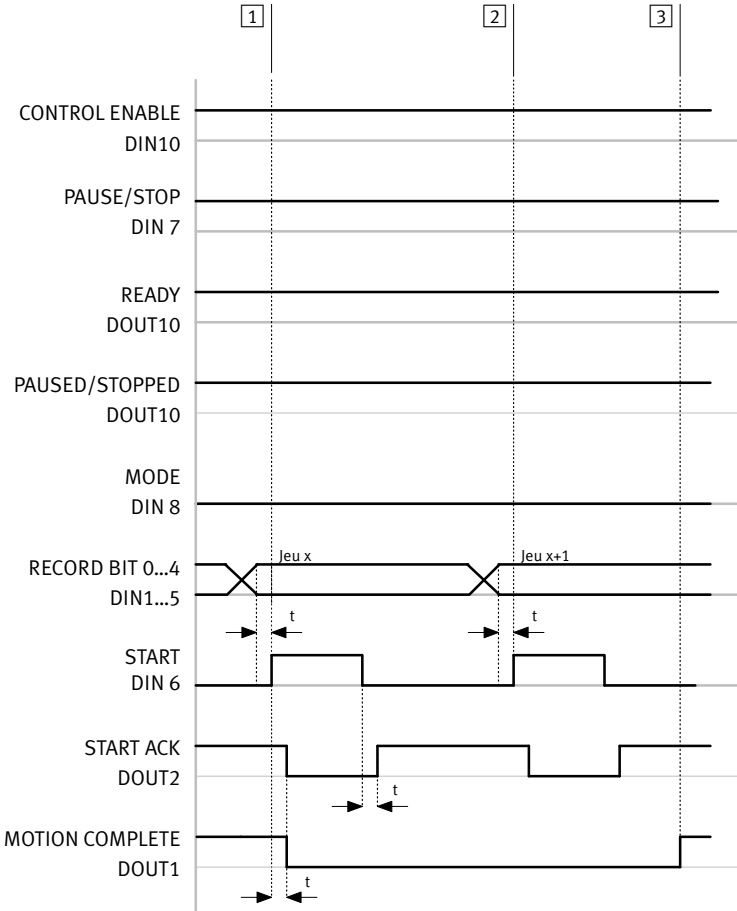 1 2 3
CONTROL ENABLE
DIN10
PAUSE/STOP
DIN 7
READY
DOUT10
PAUSED/STOPPED
DOUT10
MODE
DIN 8
Jeu x Jeu x+1
RECORD BIT 0...4
DIN1...5
t t
START
DIN 6
START ACK
DOUT2
t
MOTION COMPLETE
DOUT1
t